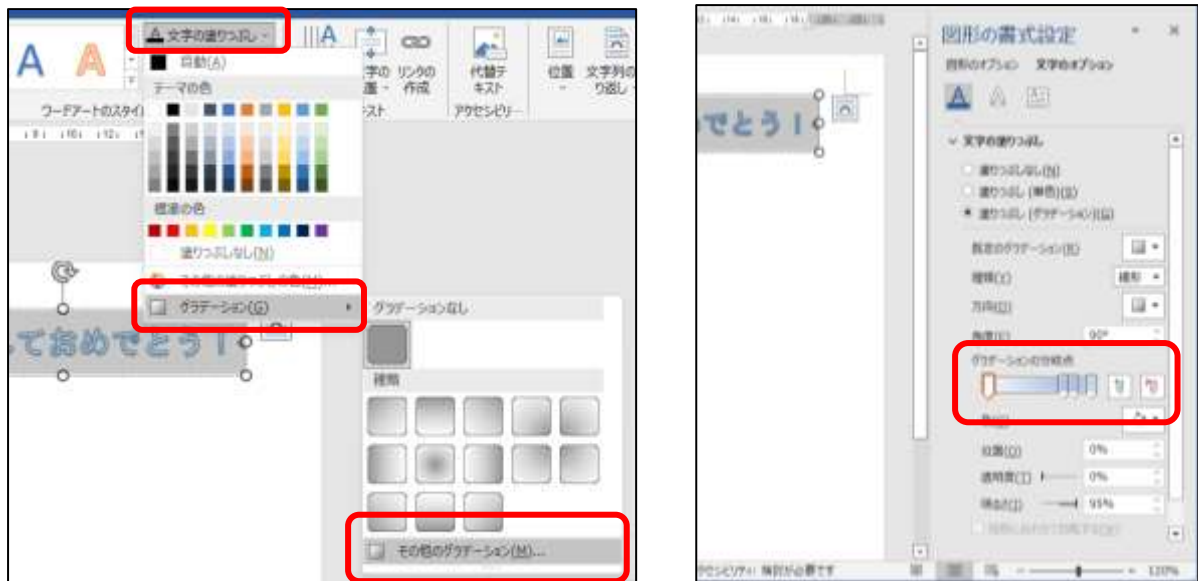 A 文字の塗りつぶし
自動(A)
テーマの色
標準の色
塗りつぶしなし(N)
グラデーション(G)
グラデーションなし
種類
その他のグラデーション(M)...
A A
ワードアートのスタイ
リンクの
作成
代替テ
キスト
位置
文字列の
アクセシビリ
ておめでとう！
でとう！
図形の書式設定
図形のオプション 文字のオプション
文字の塗りつぶし
塗りつぶしなし(N)
塗りつぶし (単色)(S)
塗りつぶし (グラデーション)(G)
既定のグラデーション(R)
種類(Y)
線形
方向(D)
90°
グラデーションの分岐点
位置(O)
0%
透明度(T)
0%
明るさ(I)
95%
120%